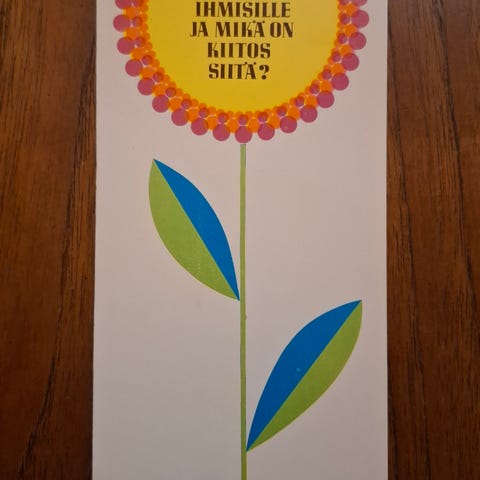 IHMISILLE
JA MIKÄ ON
KIITOS
SIITÄ?